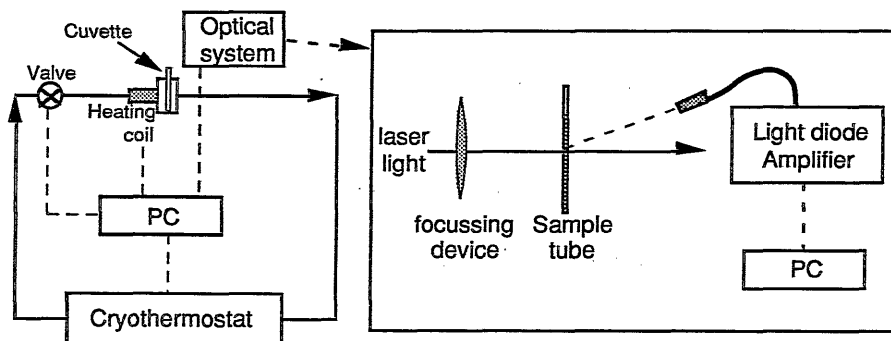 Cuvette
Optical
system
Valve
Heating
coil
PC
Cryothermostat
laser
light
focussing
device
Sample
tube
Light diode
Amplifier
PC